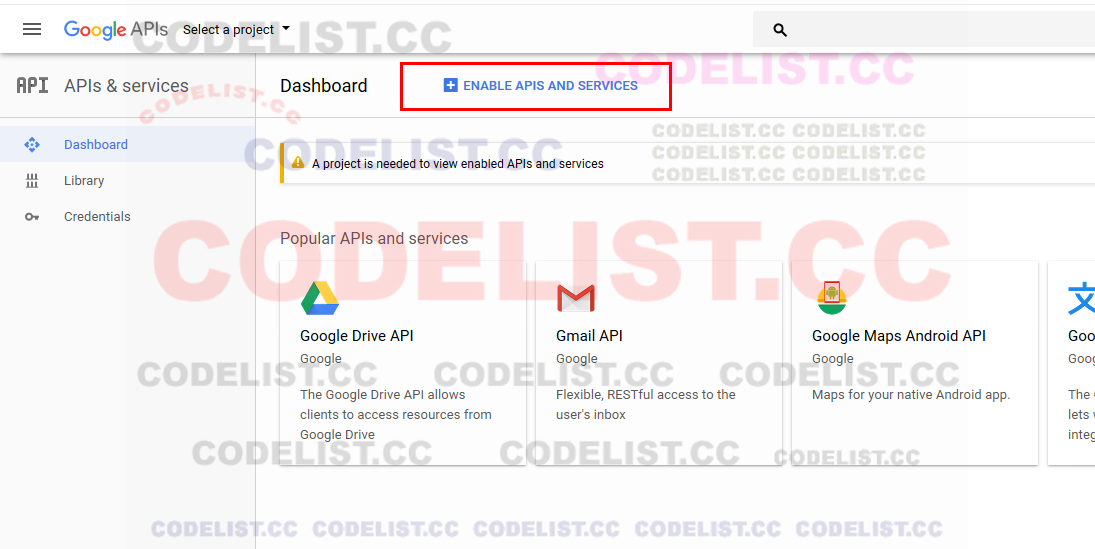 Google APIs Select a project
CODELIST.CC
API APIs & services
Dashboard
ENABLE APIS AND SERVICES
CODELIST.CC
CODELIST.CC
Dashboard
CODELIST.CC CODELIST.CC
CODELIST.CC
A project is needed to view enabled APIs and services
CODELIST.CC CODELIST.CC
CODELIST.CC CODELIST.CC
Library
Credentials
CODELIST.CC
Popular APIs and services
Google Drive API
Google
The Google Drive API allows
clients to access resources from
Google Drive
Gmail API
Google
Flexible, RESTful access to the
user's inbox
Google Maps Android API
Google
Maps for your native Android app.
Goo
Goog
The
lets
integ
CODELIST.CC CODELIST.CC CODELIST.CC
CODELIST.CC CODELIST.CC CODELIST.CC
CODELIST.CC CODELIST.CC CODELIST.CC CODELIST.CC CODELIST.CC